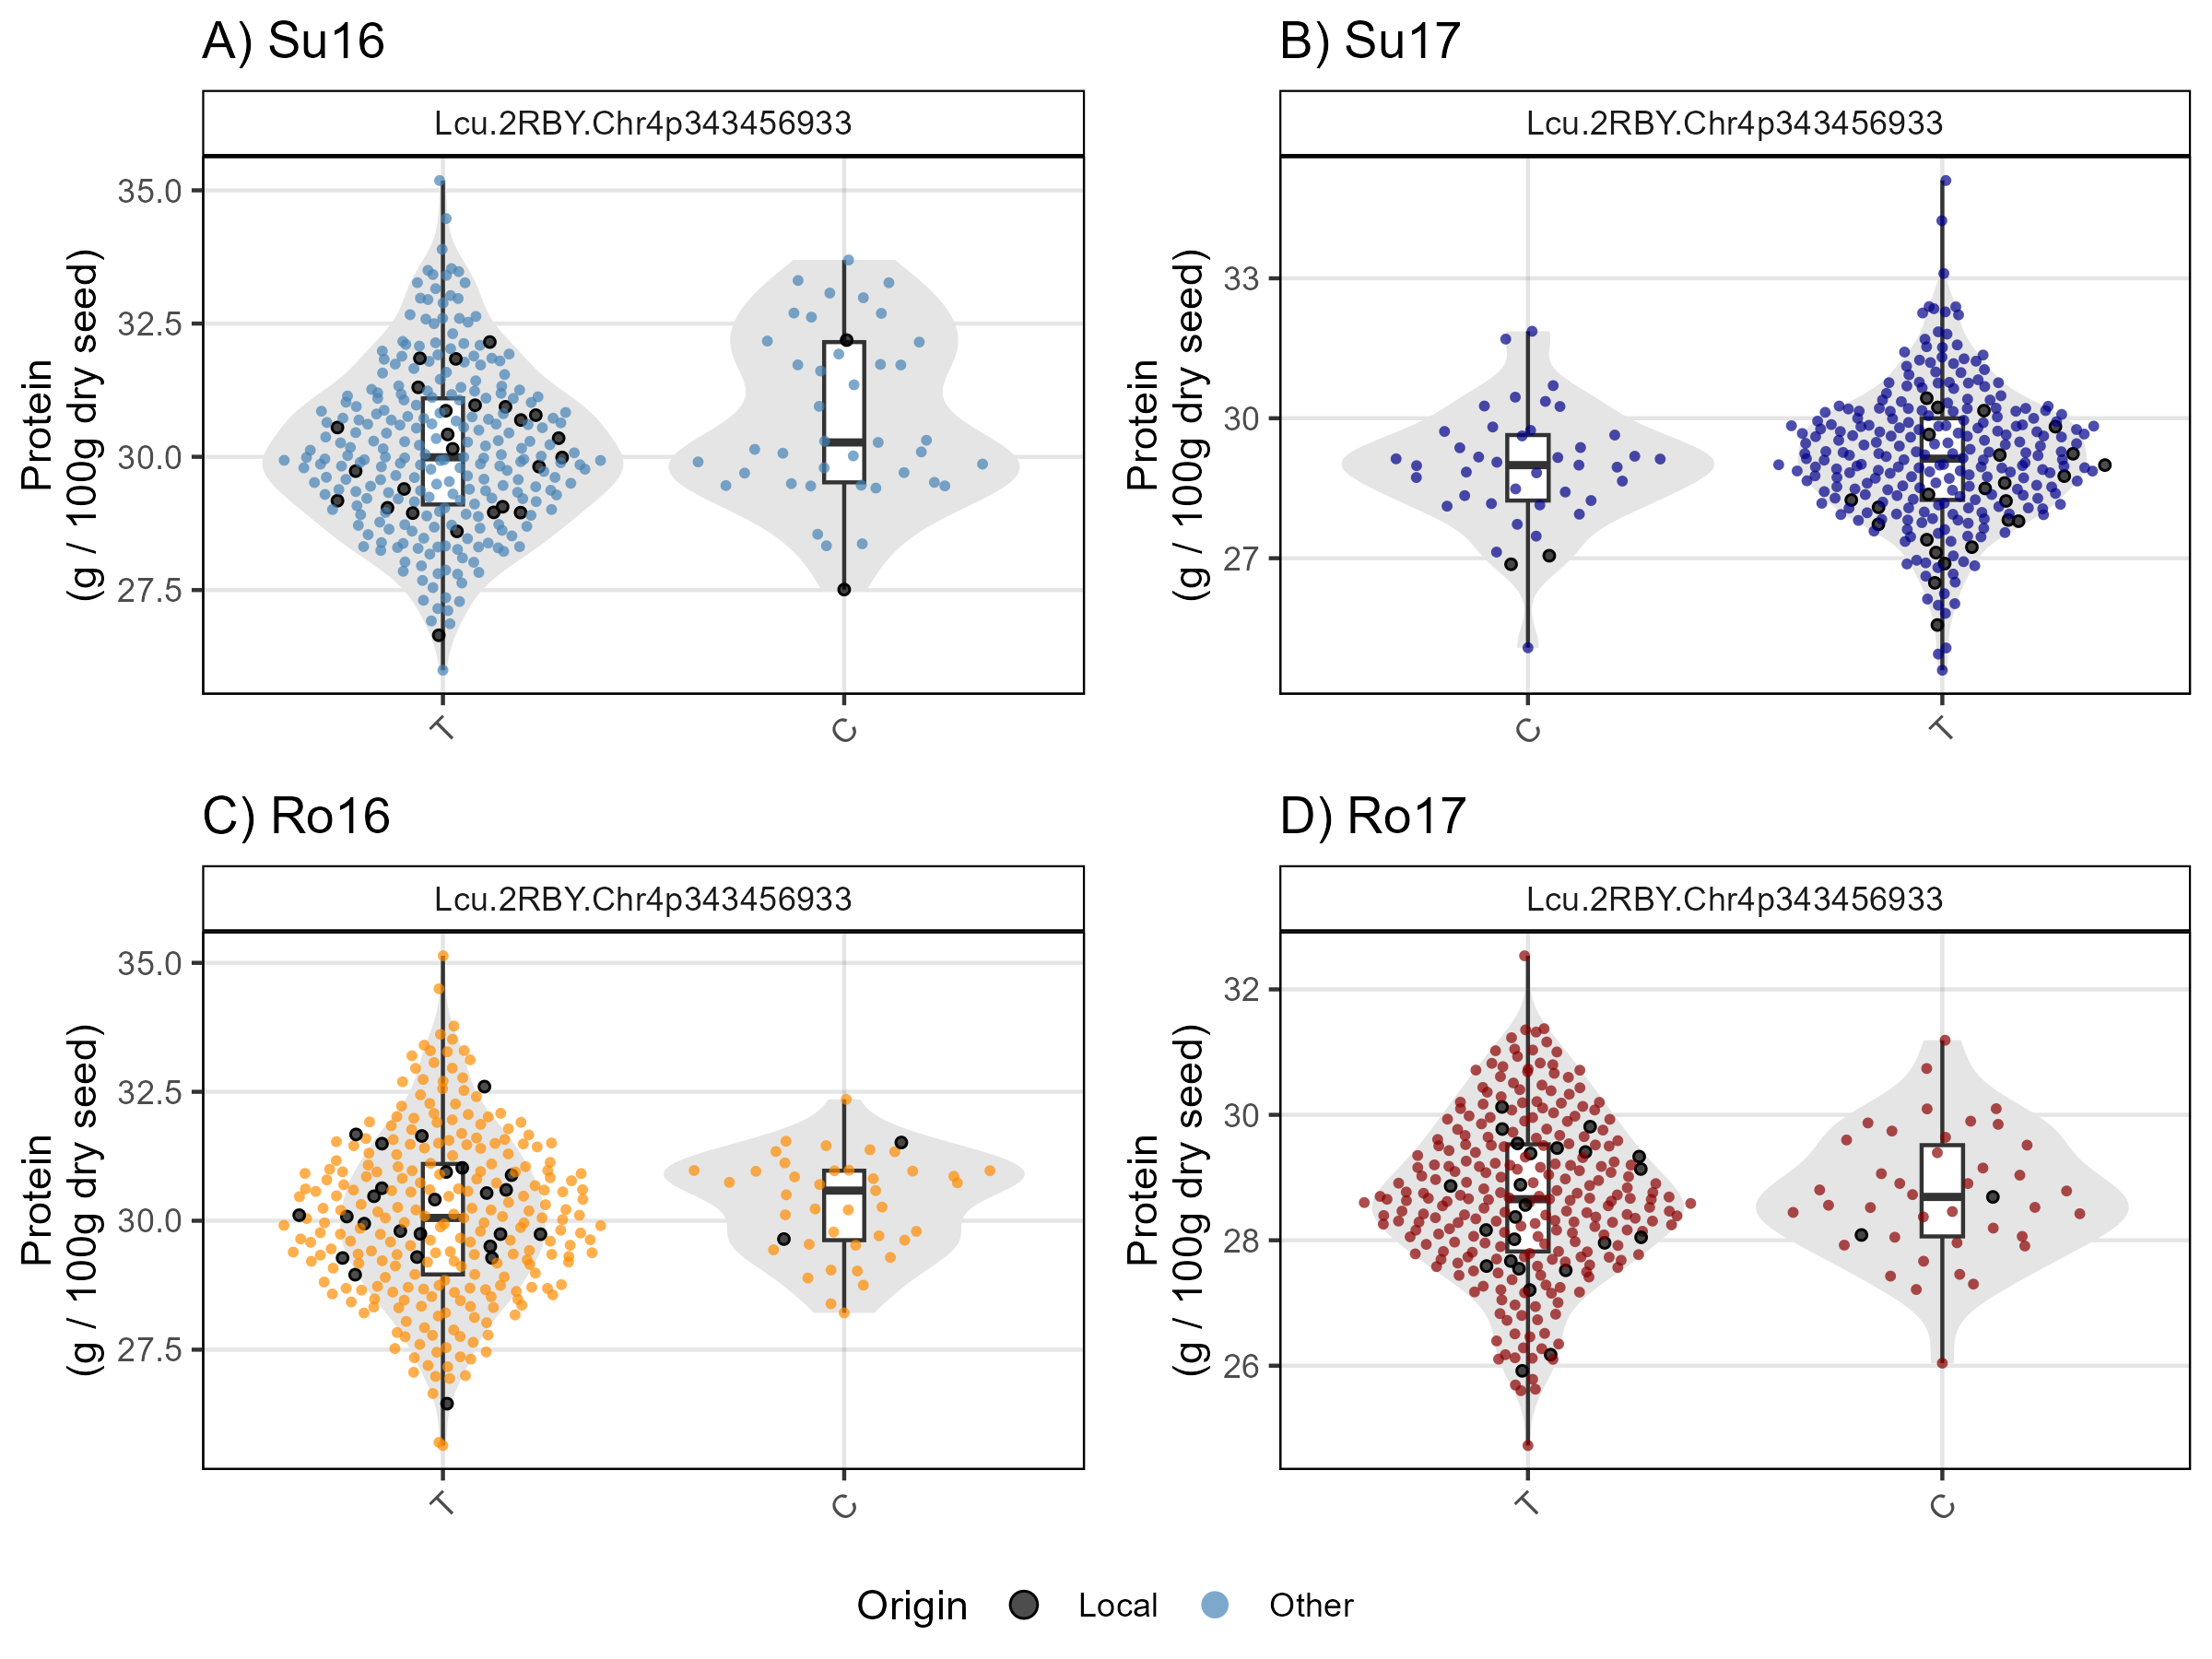 A) Su16
Lcu.2RBY.Chr4p343456933
Protein
(g / 100g dry seed)
35.0
32.5
30.0
27.5
T
C
B) Su17
Lcu.2RBY.Chr4p343456933
Protein
(g / 100g dry seed)
33
30
27
C
T
C) Ro16
Lcu.2RBY.Chr4p343456933
Protein
(g / 100g dry seed)
35.0
32.5
30.0
27.5
T
C
D) Ro17
Lcu.2RBY.Chr4p343456933
Protein
(g / 100g dry seed)
32
30
28
26
T
C
Origin Local Other